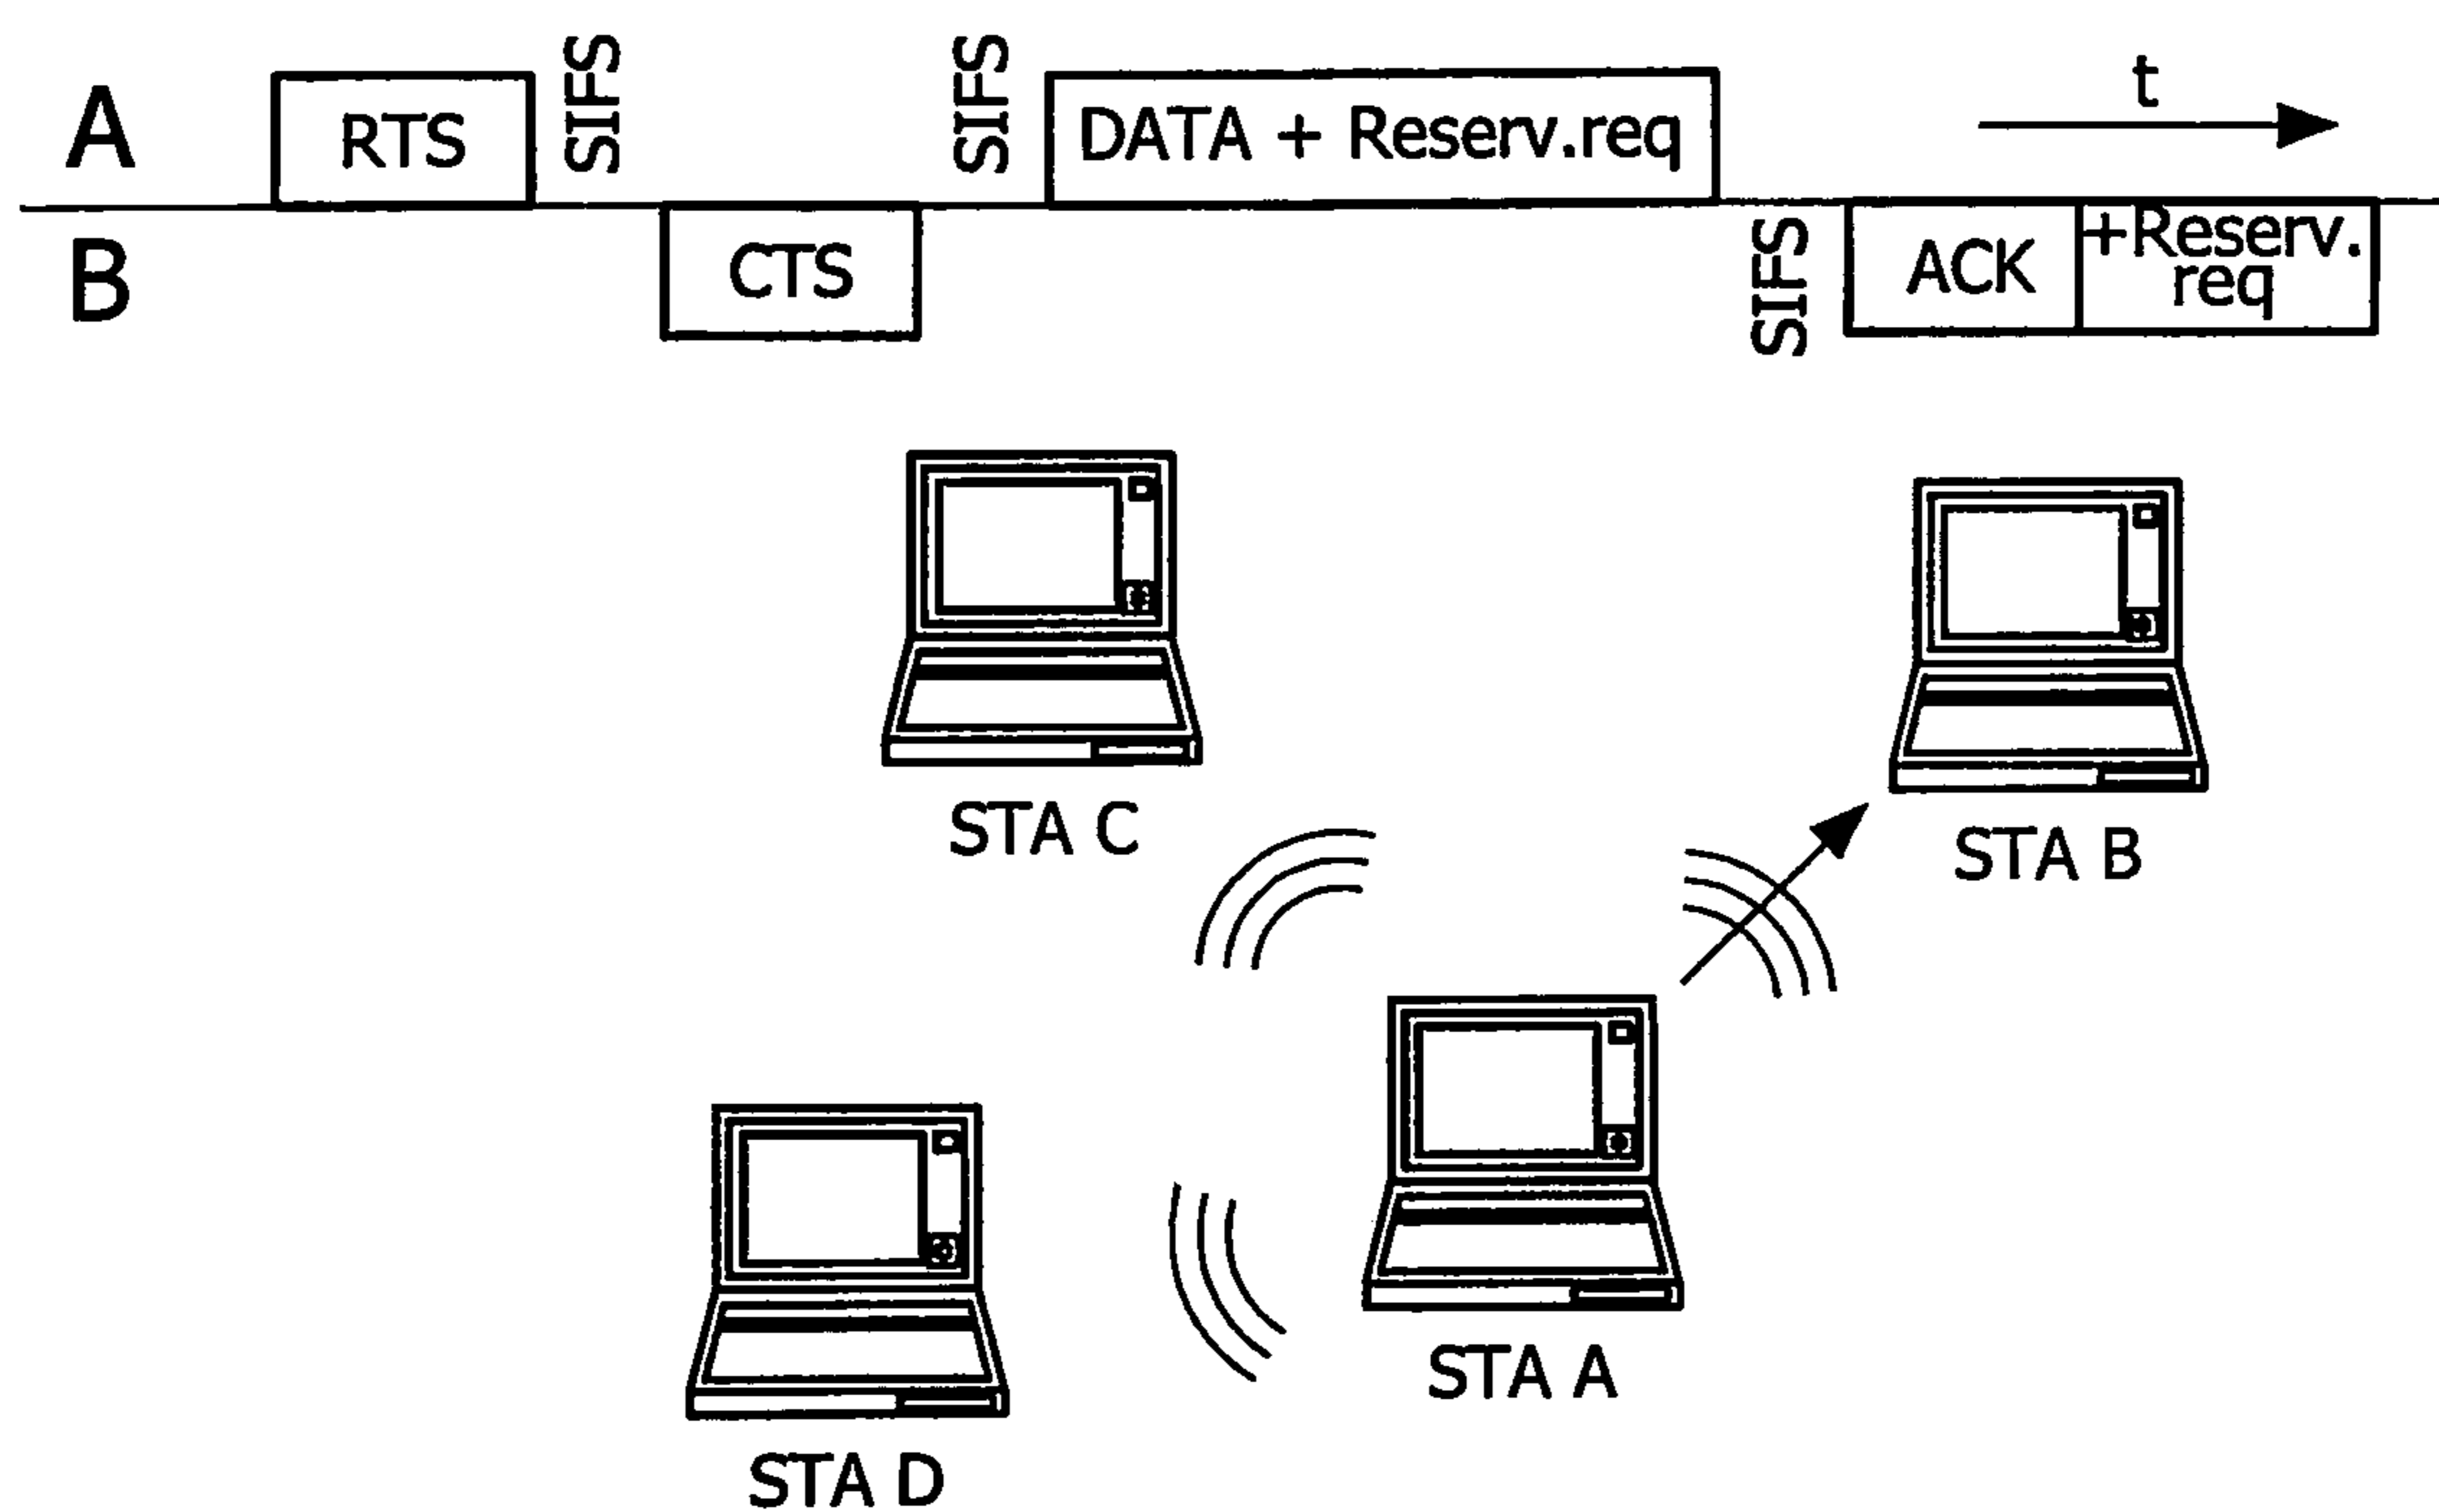 A
RTS
SIFS
SIFS
DATA + Reserv.req
t
B
CTS
SIFS
ACK
+Reserv.
req
STA C
STA B
STA A
STA D